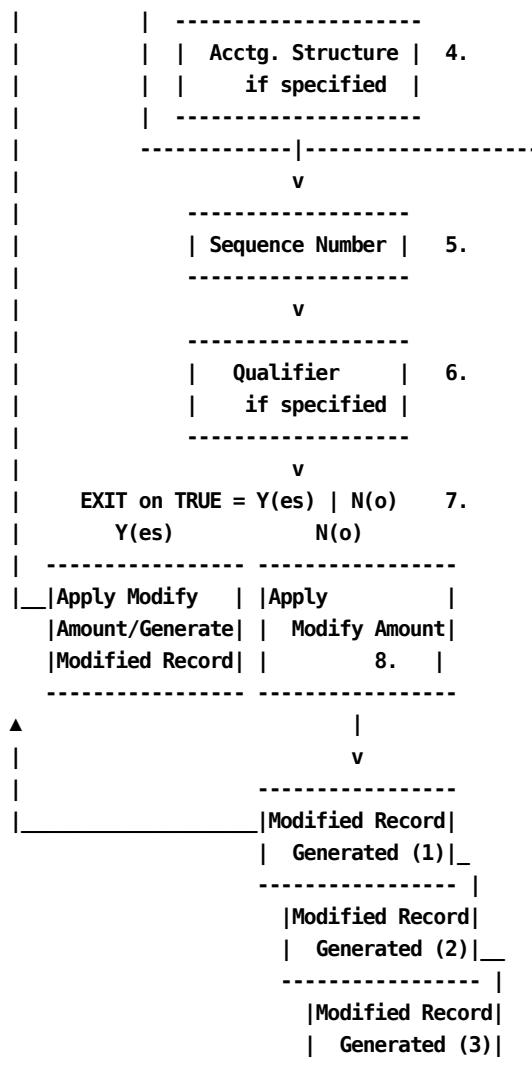 Acctg. Structure 4.
if specified
v
Sequence Number 5.
v
Qualifier 6.
if specified
v
EXIT on TRUE = Y(es) | N(o) 7.
Y(es) N(o)
Apply Modify Apply
Amount/Generate Modify Amount
Modified Record 8.
v
Modified Record
Generated (1)
Modified Record
Generated (2)
Modified Record
Generated (3)